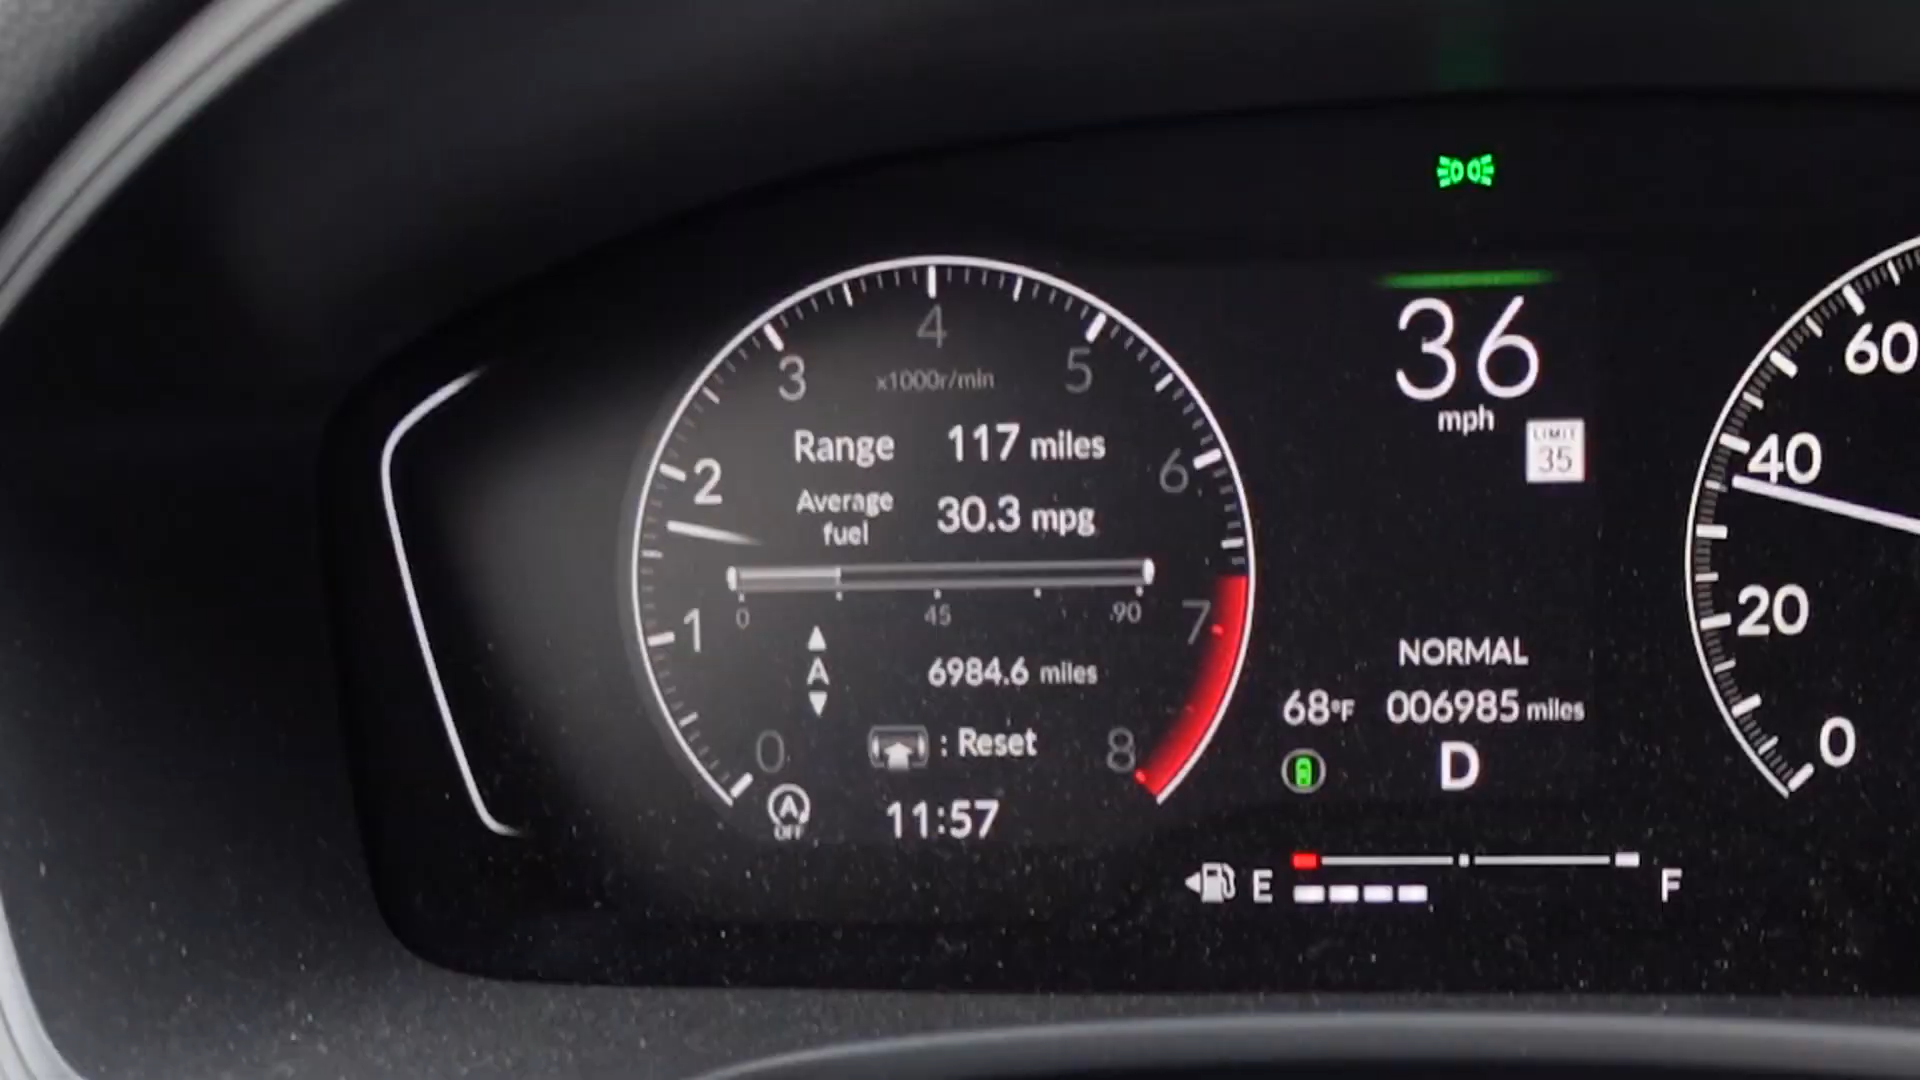 4
3
5
x1000r/min
36
mph
60
LIMIT
35
Range 117 miles
2
6
40
Average
fuel
30.3 mpg
0 45 90
1
7
20
A
6984.6 miles
NORMAL
68°F 006985 miles
0
: Reset
8
D
0
A
OFF
11:57
E F